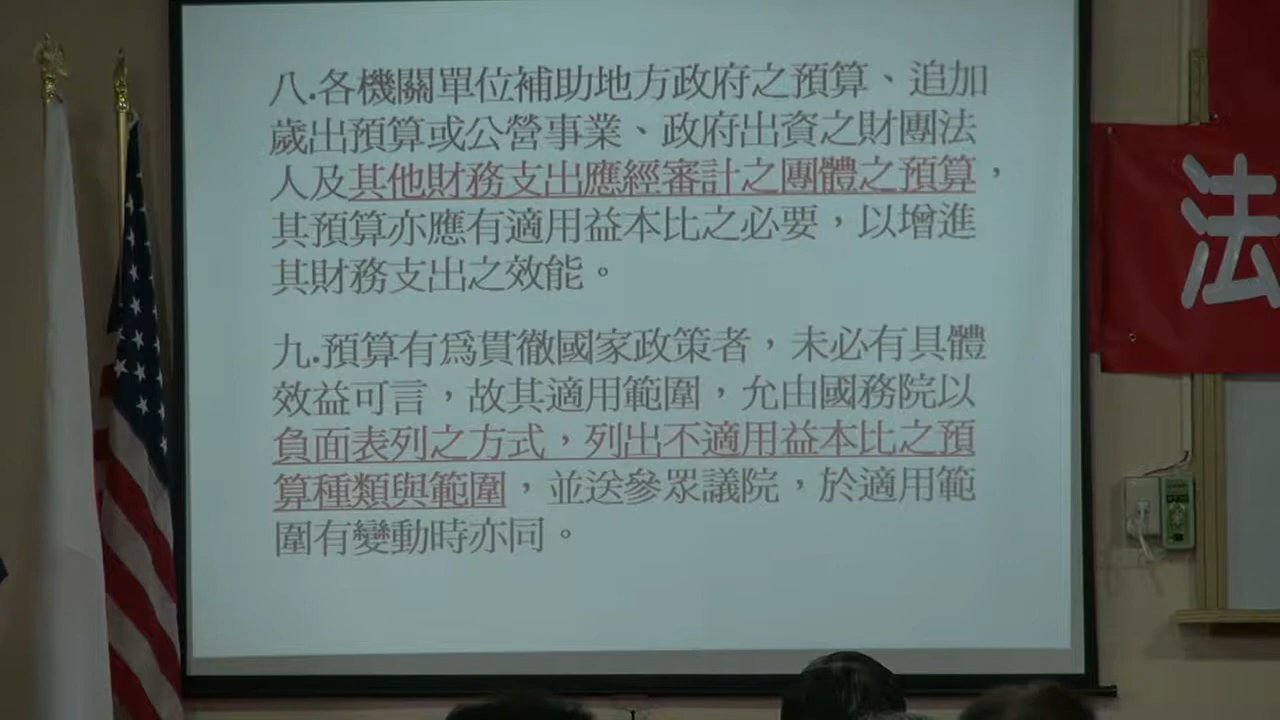 八.各機關單位補助地方政府之預算、追加
歲出預算或公營事業、政府出資之財團法
人及其他財務支出應經審計之團體之預算，
其預算亦應有適用益本比之必要，以增進
其財務支出之效能。
九.預算有爲貫徹國家政策者，未必有具體
效益可言，故其適用範圍，允由國務院以
負面表列之方式，列出不適用益本比之預
算種類與範圍，並送參眾議院，於適用範
圍有變動時亦同。
法